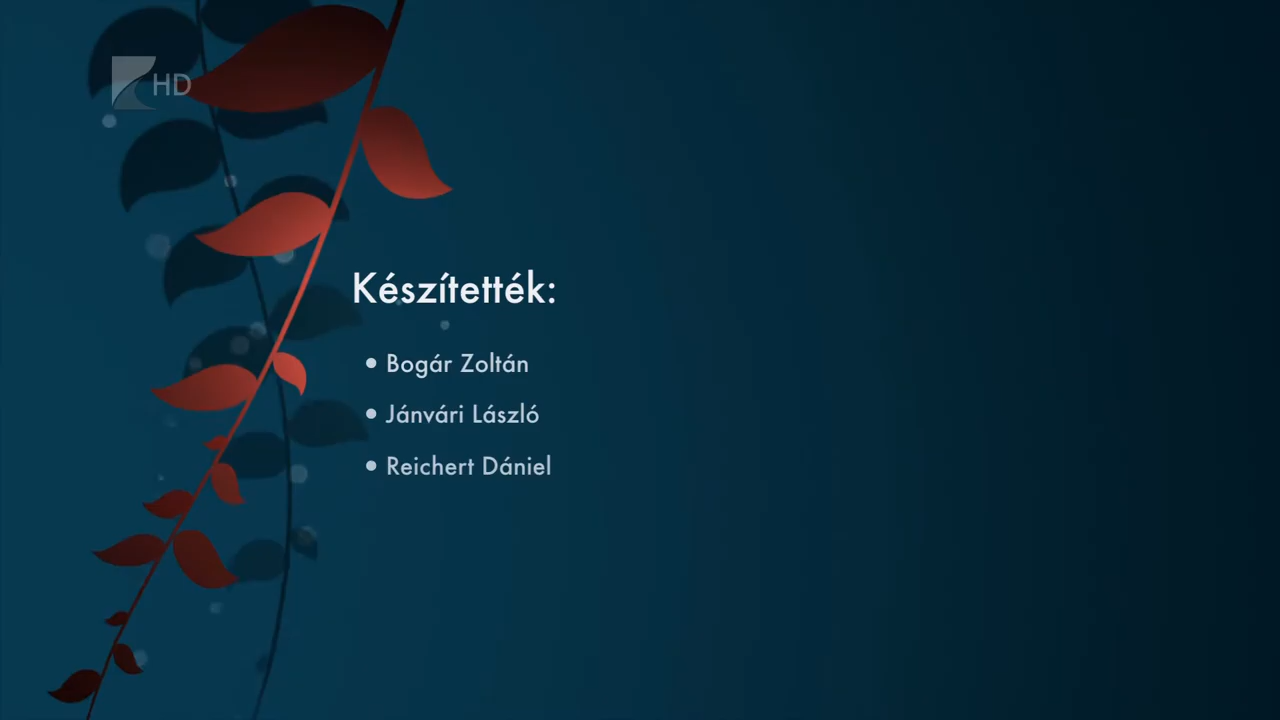 HD
Készítették:
• Bogár Zoltán
• Jánvári László
• Reichert Dániel